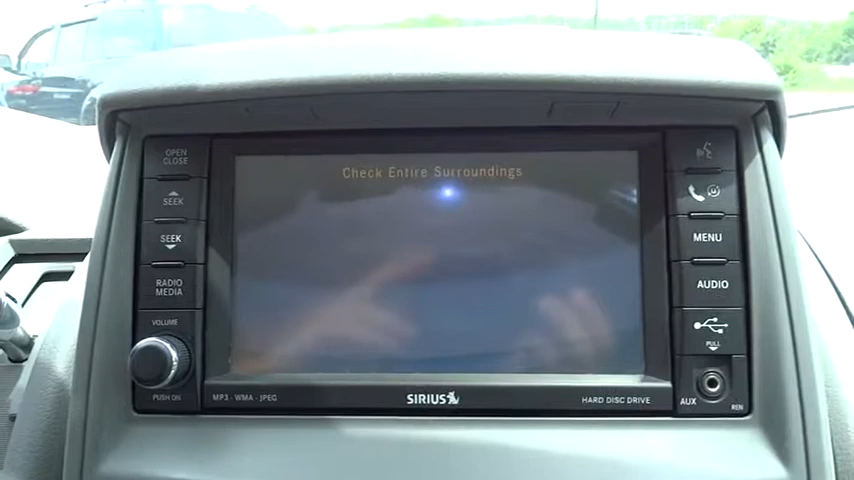 Check Entire Surroundings
OPEN
CLOSE
SEEK
SEEK
RADIO
MEDIA
VOLUME
PUSH ON
MENU
AUDIO
PULL
AUX
REN
MP3 · WMA · JPEG
SIRIUS
HARD DISC DRIVE